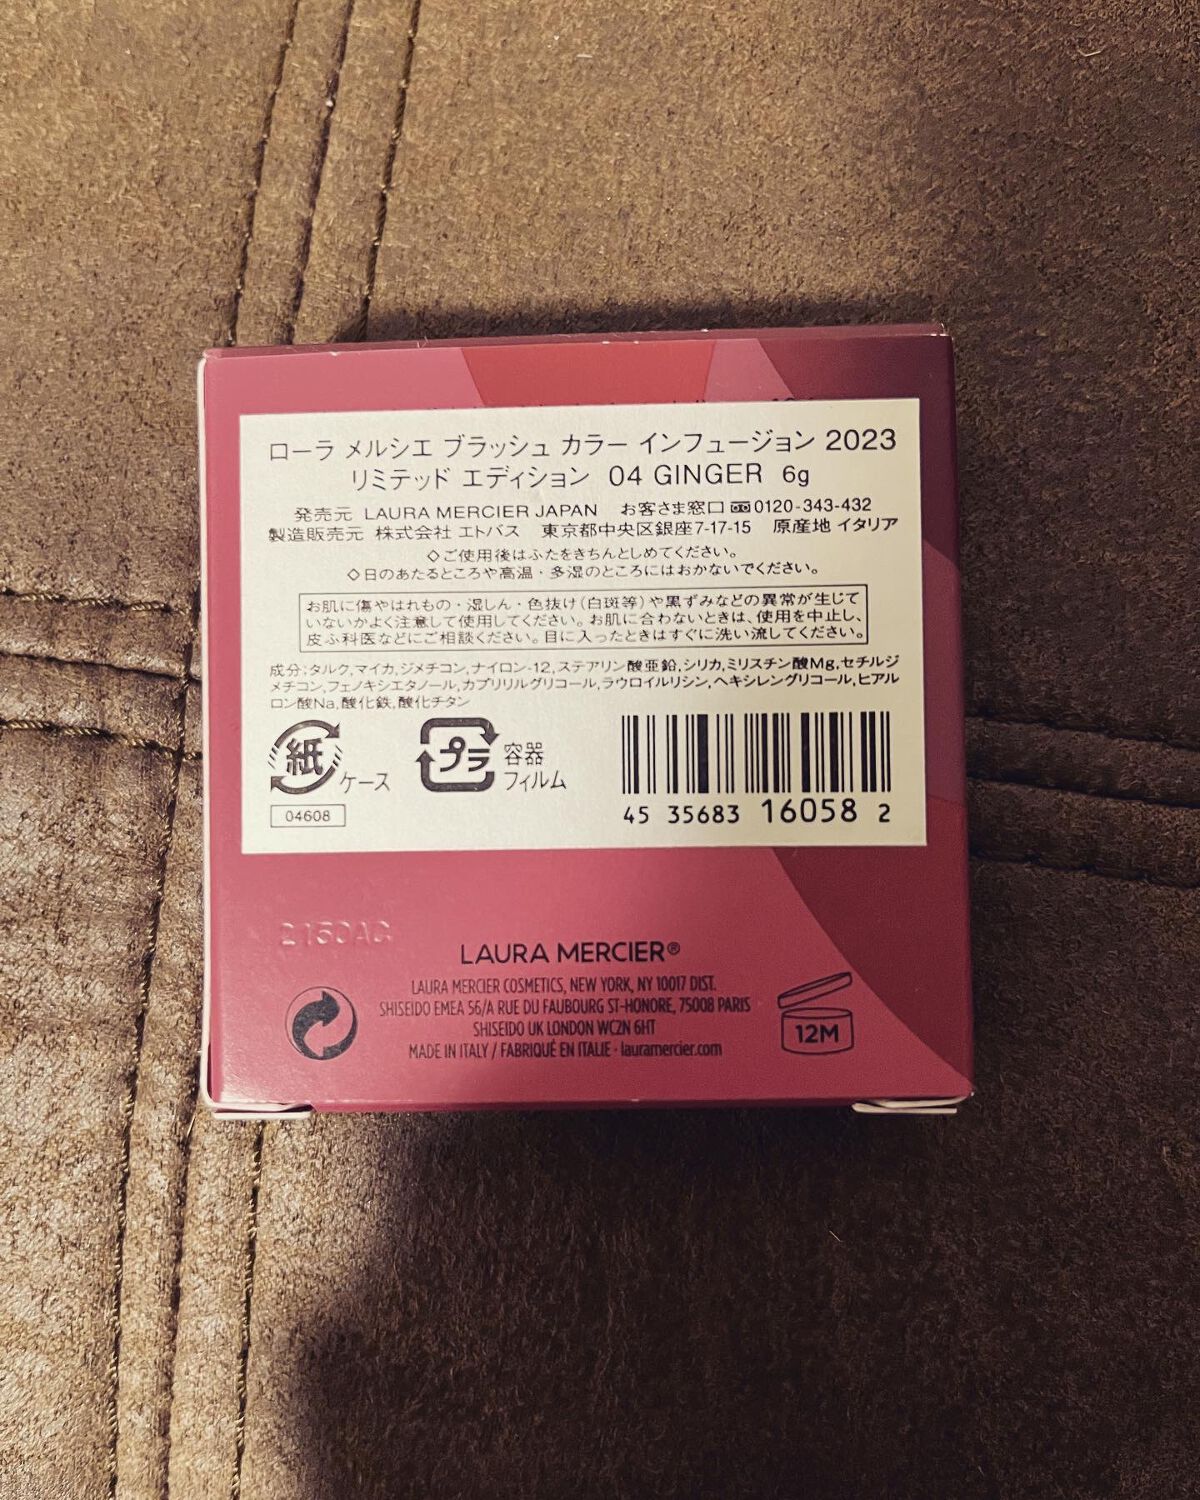 ローラ メルシエ ブラッシュ カラー インフュージョン 2023
リミテッド エディション 04 GINGER 6g
発売元 LAURA MERCIER JAPAN お客さま窓口 0120-343-432
製造販売元 株式会社 エトバス 東京都中央区銀座7-17-15 原産地 イタリア
◇ご使用後はふたをきちんとしめてください。
◇日のあたるところや高温・多湿のところにはおかないでください。
お肌に傷やはれもの・湿しん・色抜け(白斑等)や黒ずみなどの異常が生じて
いないかよく注意して使用してください。お肌に合わないときは、使用を中止し、
皮ふ科医などにご相談ください。目に入ったときはすぐに洗い流してください。
成分:タルク,マイカ,ジメチコン,ナイロン-12,ステアリン酸亜鉛,シリカ,ミリスチン酸Mg,セチルジ
メチコン,フェノキシエタノール,カプリリルグリコール,ラウロイルリシン,ヘキシレングリコール,ヒアル
ロン酸Na,酸化鉄,酸化チタン
紙 ケース
プラ 容器
フィルム
04608
45 35683 16058 2
LAURA MERCIER®
LAURA MERCIER COSMETICS, NEW YORK, NY 10017 DIST.
SHISEIDO EMEA 56/A RUE DU FAUBOURG ST-HONORE, 75008 PARIS
SHISEIDO UK LONDON WC2N 6HT
MADE IN ITALY / FABRIQUÉ EN ITALIE · lauramercier.com
12M